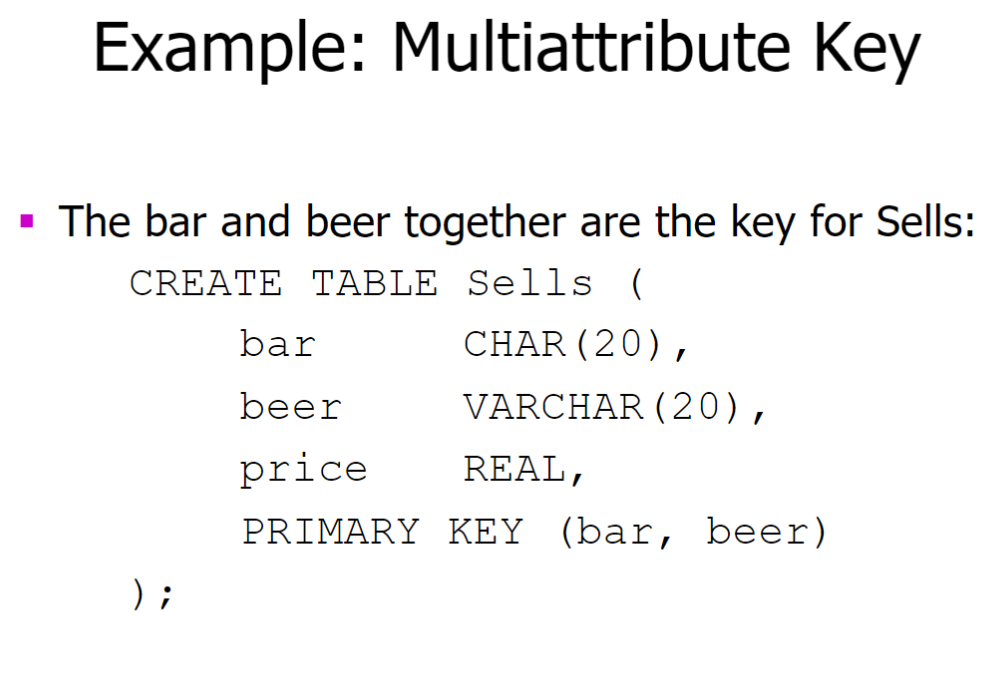 Example: Multiattribute Key
▪ The bar and beer together are the key for Sells:
CREATE TABLE Sells (
bar CHAR(20),
beer VARCHAR(20),
price REAL,
PRIMARY KEY (bar, beer)
);